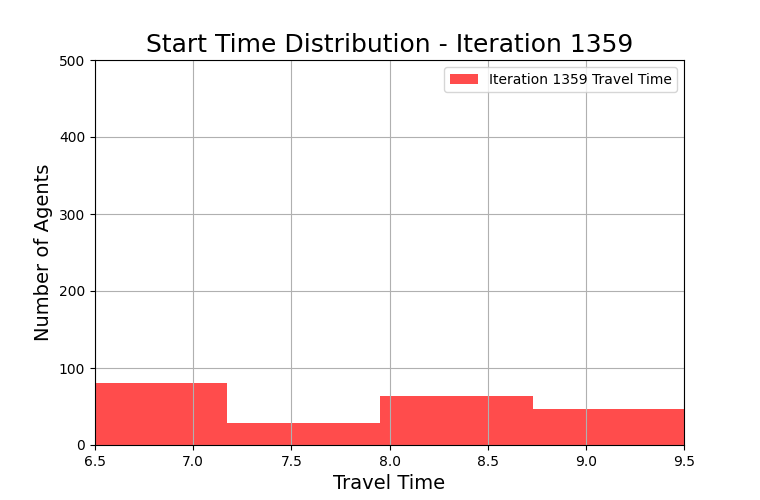 Start Time Distribution - Iteration 1359
Iteration 1359 Travel Time
Number of Agents
500
400
300
200
100
0
6.5 7.0 7.5 8.0 8.5 9.0 9.5
Travel Time